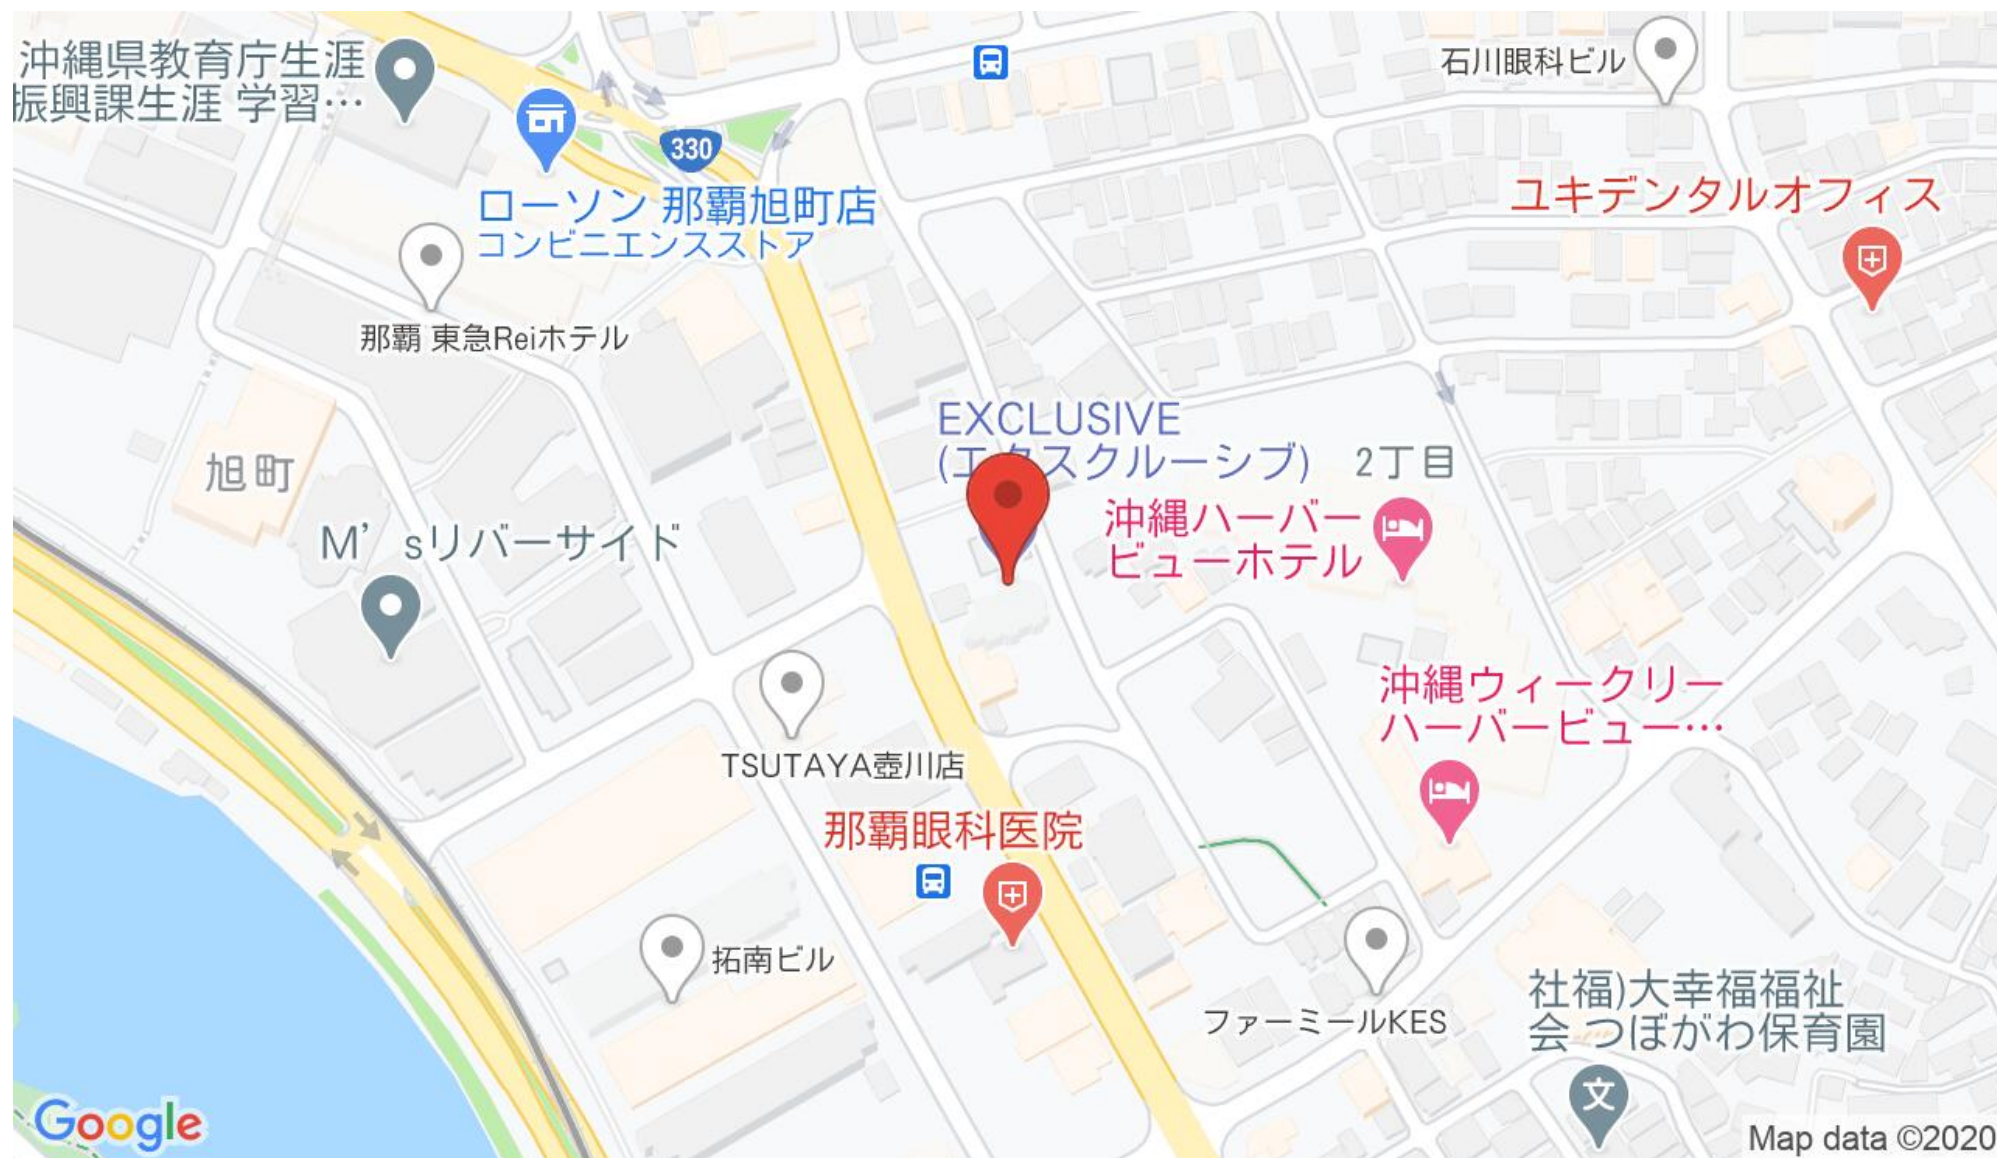 沖縄県教育庁生涯
振興課生涯 学習…
石川眼科ビル
330
ローソン 那覇旭町店
コンビニエンスストア
ユキデンタルオフィス
那覇 東急Reiホテル
EXCLUSIVE
(エクスクルーシブ)
2丁目
旭町
沖縄ハーバー
ビューホテル
M’sリバーサイド
沖縄ウィークリー
ハーバービュー…
TSUTAYA壺川店
那覇眼科医院
拓南ビル
ファーミールKES
社福)大幸福福祉
会 つぼがわ保育園
文
Google
Map data ©2020